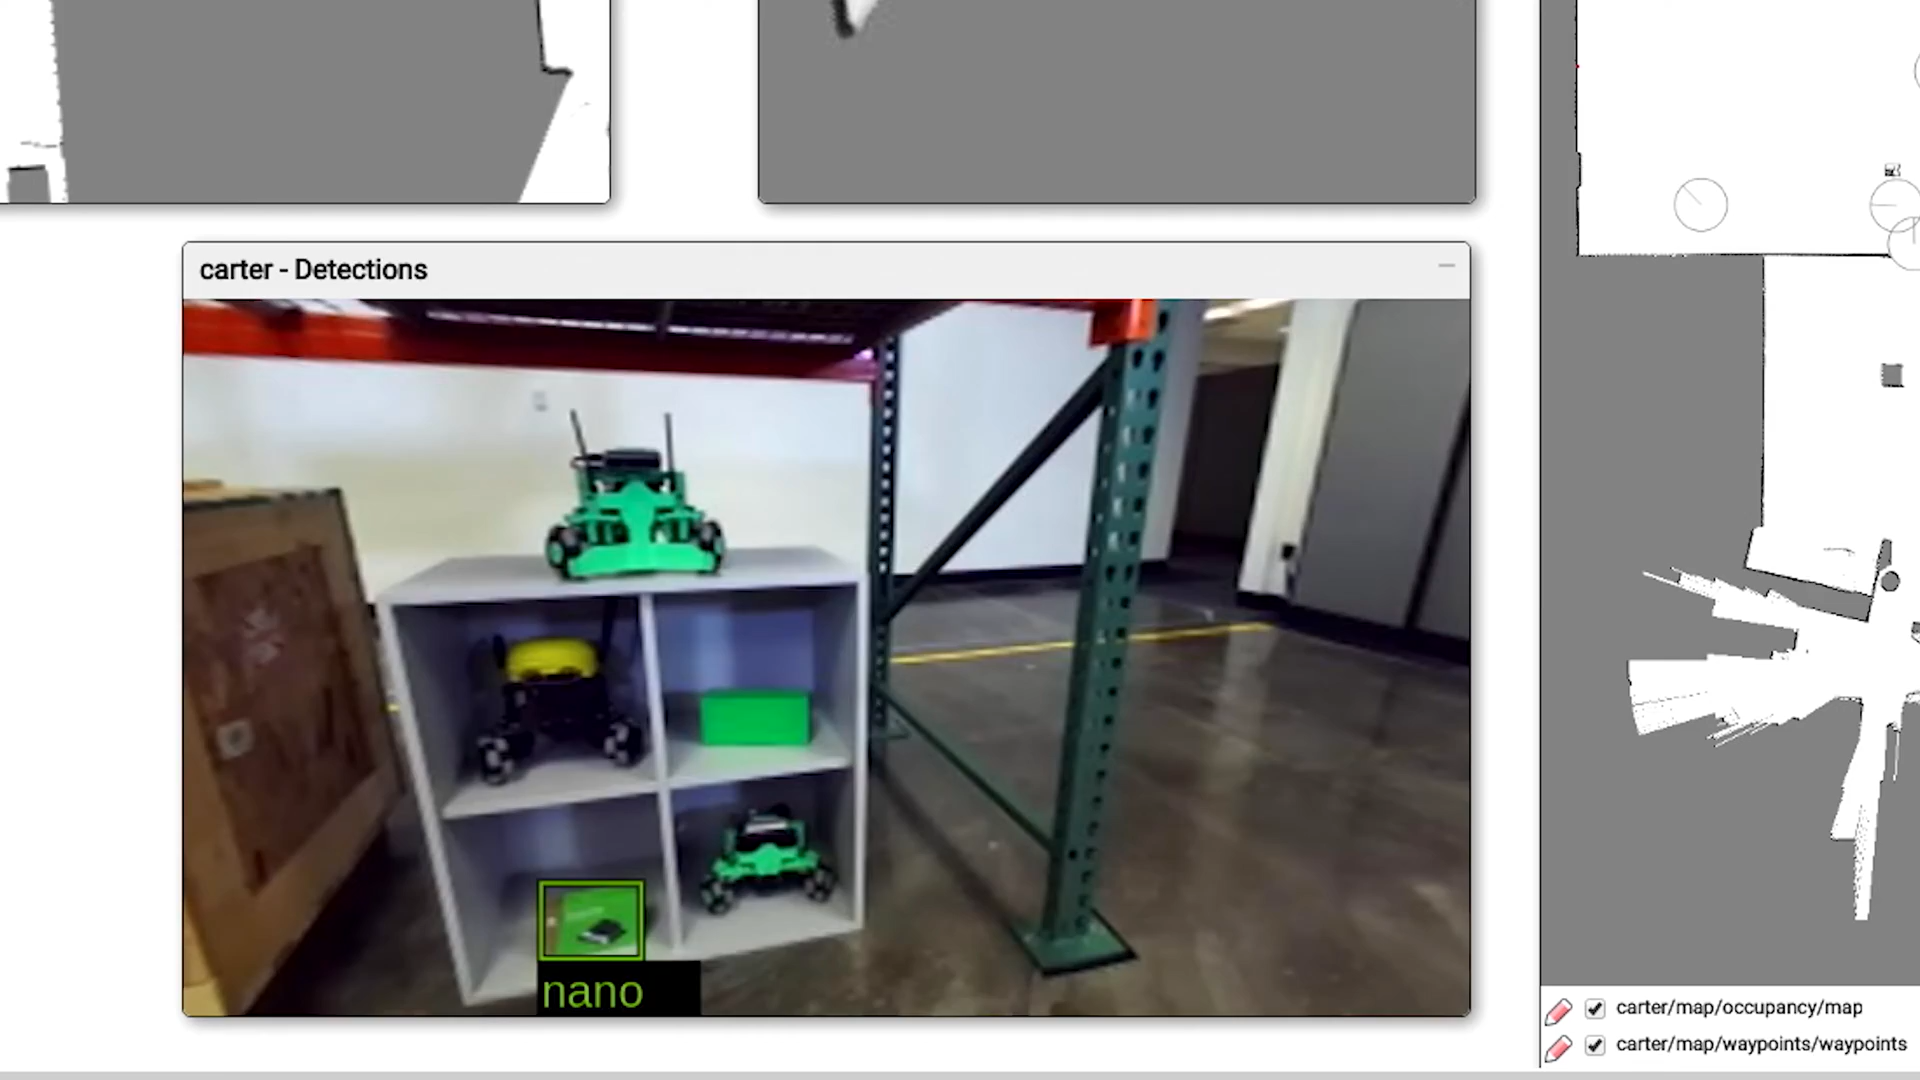 carter - Detections
nano
carter/map/occupancy/map
carter/map/waypoints/waypoints